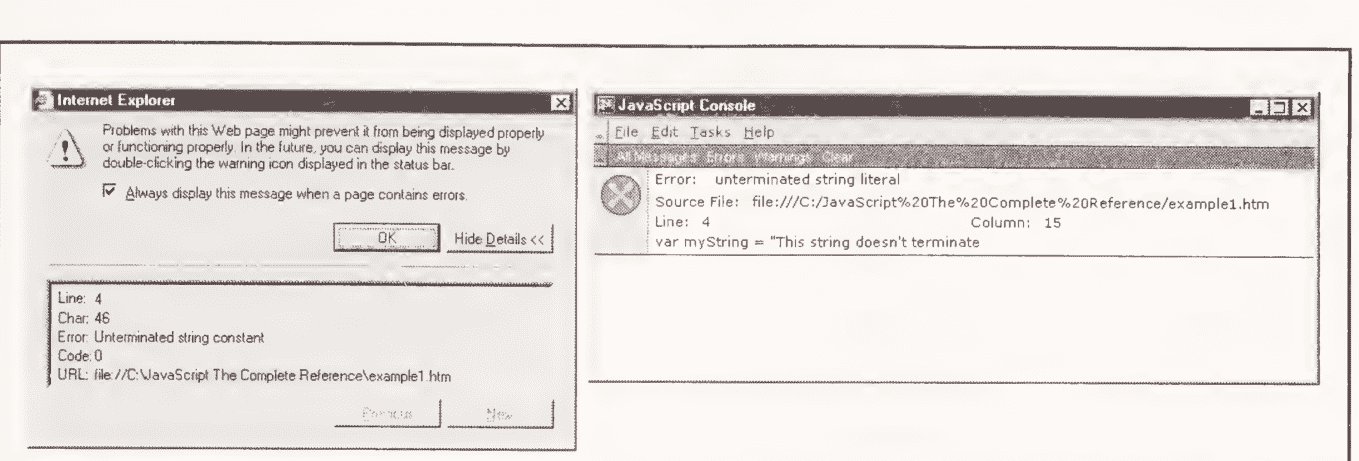 Internet Explorer
Problems with this Web page might prevent it from being displayed properly
or functioning properly. In the future, you can display this message by
double-clicking the warning icon displayed in the status bar.
Always display this message when a page contains errors.
OK
Hide Details <<
Line: 4
Char: 46
Error: Unterminated string constant
Code: 0
URL: file://C:\JavaScript The Complete Reference\example1.htm
Previous
New
JavaScript Console
File Edit Tasks Help
All Messages Errors Warnings Clear
Error: unterminated string literal
Source File: file:///C:/JavaScript%20The%20Complete%20Reference/example1.htm
Line: 4 Column: 15
var myString = "This string doesn't terminate